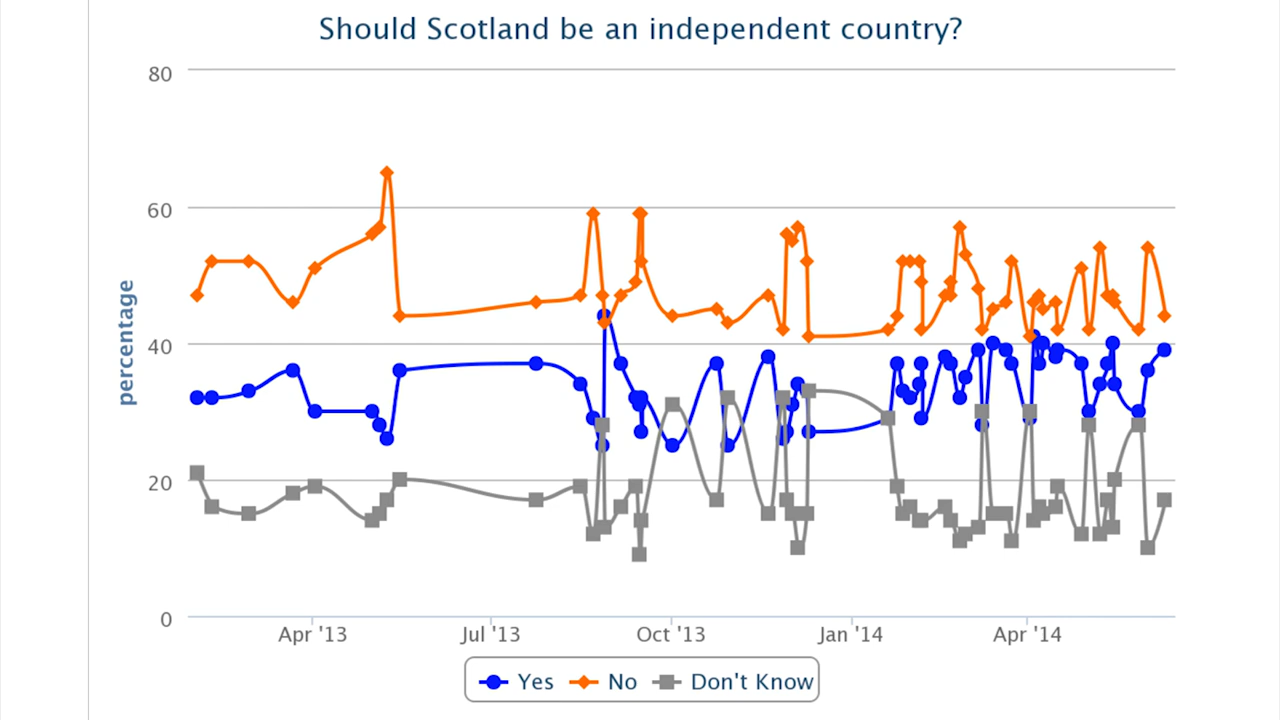 Should Scotland be an independent country?
percentage
80
60
40
20
0
Apr '13 Jul '13 Oct '13 Jan '14 Apr '14
Yes No Don't Know